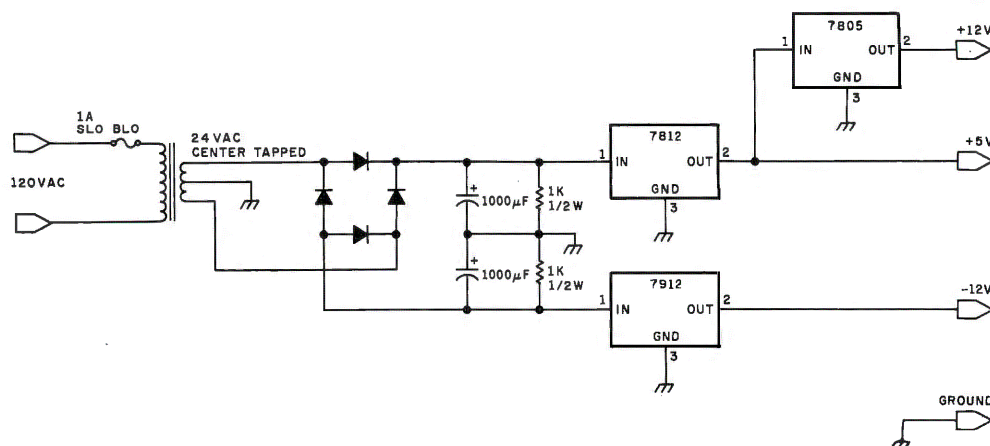 7805
1
IN
OUT
2
GND
3
+12V
1A
SLO BLO
24VAC
CENTER TAPPED
120VAC
+
1000µF
1K
1/2W
+
1000µF
1K
1/2W
7812
1
IN
OUT
2
GND
3
+5V
7912
1
IN
OUT
2
GND
3
-12V
GROUND